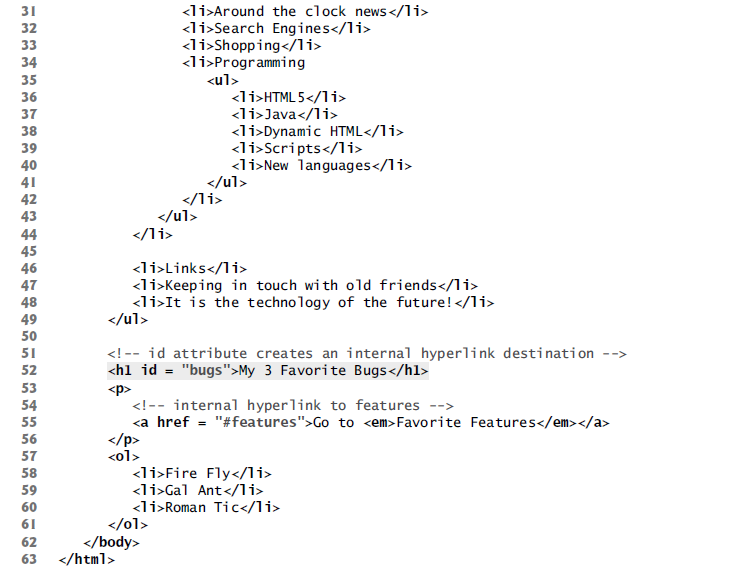 31 <li>Around the clock news</li>
32 <li>Search Engines</li>
33 <li>Shopping</li>
34 <li>Programming
35 <ul>
36 <li>HTML5</li>
37 <li>Java</li>
38 <li>Dynamic HTML</li>
39 <li>Scripts</li>
40 <li>New languages</li>
41 </ul>
42 </li>
43 </ul>
44 </li>
45
46 <li>Links</li>
47 <li>Keeping in touch with old friends</li>
48 <li>It is the technology of the future!</li>
49 </ul>
50
51 <!-- id attribute creates an internal hyperlink destination -->
52 <h1 id = "bugs">My 3 Favorite Bugs</h1>
53 <p>
54 <!-- internal hyperlink to features -->
55 <a href = "#features">Go to <em>Favorite Features</em></a>
56 </p>
57 <ol>
58 <li>Fire Fly</li>
59 <li>Gal Ant</li>
60 <li>Roman Tic</li>
61 </ol>
62 </body>
63 </html>